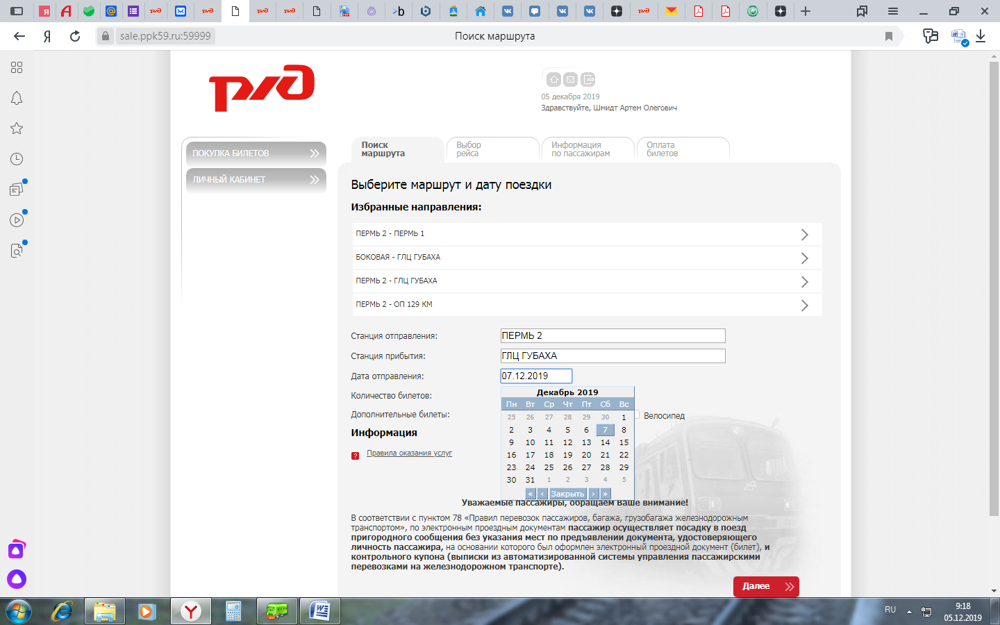 sale.ppk59.ru:59999
Поиск маршрута
ржд
05 декабря 2019
Здравствуйте, Шмидт Артем Олегович
ПОКУПКА БИЛЕТОВ
ЛИЧНЫЙ КАБИНЕТ
Поиск
маршрута
Выбор
рейса
Информация
по пассажирам
Оплата
билетов
Выберите маршрут и дату поездки
Избранные направления:
ПЕРМЬ 2 - ПЕРМЬ 1
БОКОВАЯ - ГЛЦ ГУБАХА
ПЕРМЬ 2 - ГЛЦ ГУБАХА
ПЕРМЬ 2 - ОП 129 КМ
Станция отправления: ПЕРМЬ 2
Станция прибытия: ГЛЦ ГУБАХА
Дата отправления: 07.12.2019
Количество билетов:
Дополнительные билеты: Велосипед
Декабрь 2019
Пн Вт Ср Чт Пт Сб Вс
25 26 27 28 29 30 1
2 3 4 5 6 7 8
9 10 11 12 13 14 15
16 17 18 19 20 21 22
23 24 25 26 27 28 29
30 31 1 2 3 4 5
« ‹ Закрыть › »
Информация
? Правила оказания услуг
Уважаемые пассажиры, обращаем Ваше внимание!
В соответствии с пунктом 78 «Правил перевозок пассажиров, багажа, грузобагажа железнодорожным
транспортом», по электронным проездным документам пассажир осуществляет посадку в поезд
пригородного сообщения без указания мест по предъявлении документа, удостоверяющего
личность пассажира, на основании которого был оформлен электронный проездной документ (билет), и
контрольного купона (выписки из автоматизированной системы управления пассажирскими
перевозками на железнодорожном транспорте).
Далее
RU
9:18
05.12.2019